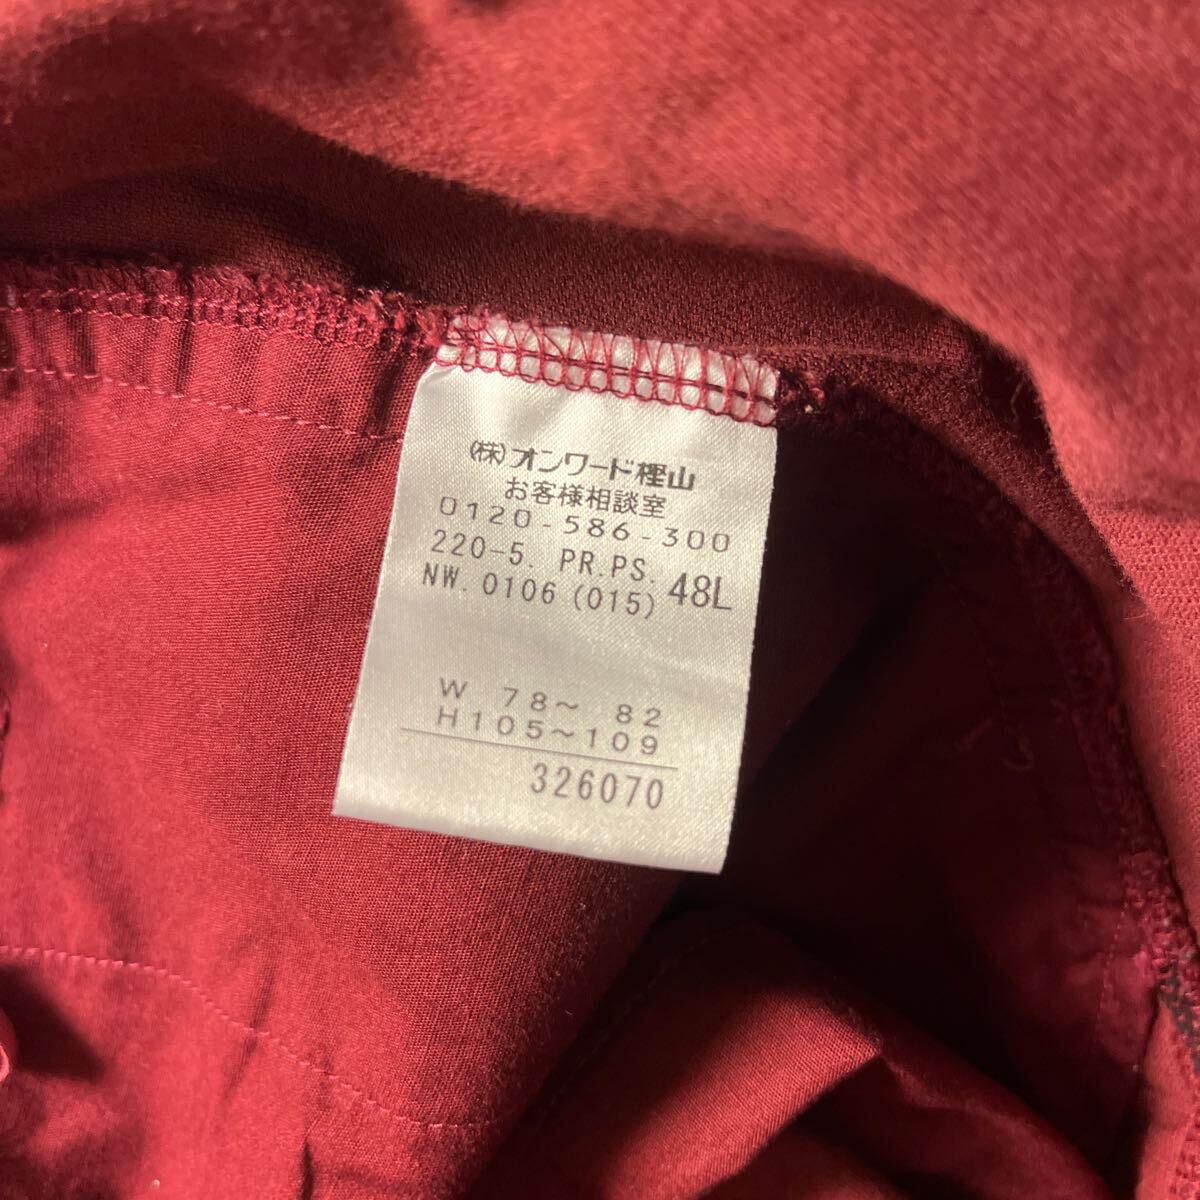 (株)オンワード樫山
お客様相談室
0120-586-300
220-5. PR.PS. 48L
NW. 0106 (015)
W 78～ 82
H105～109
326070